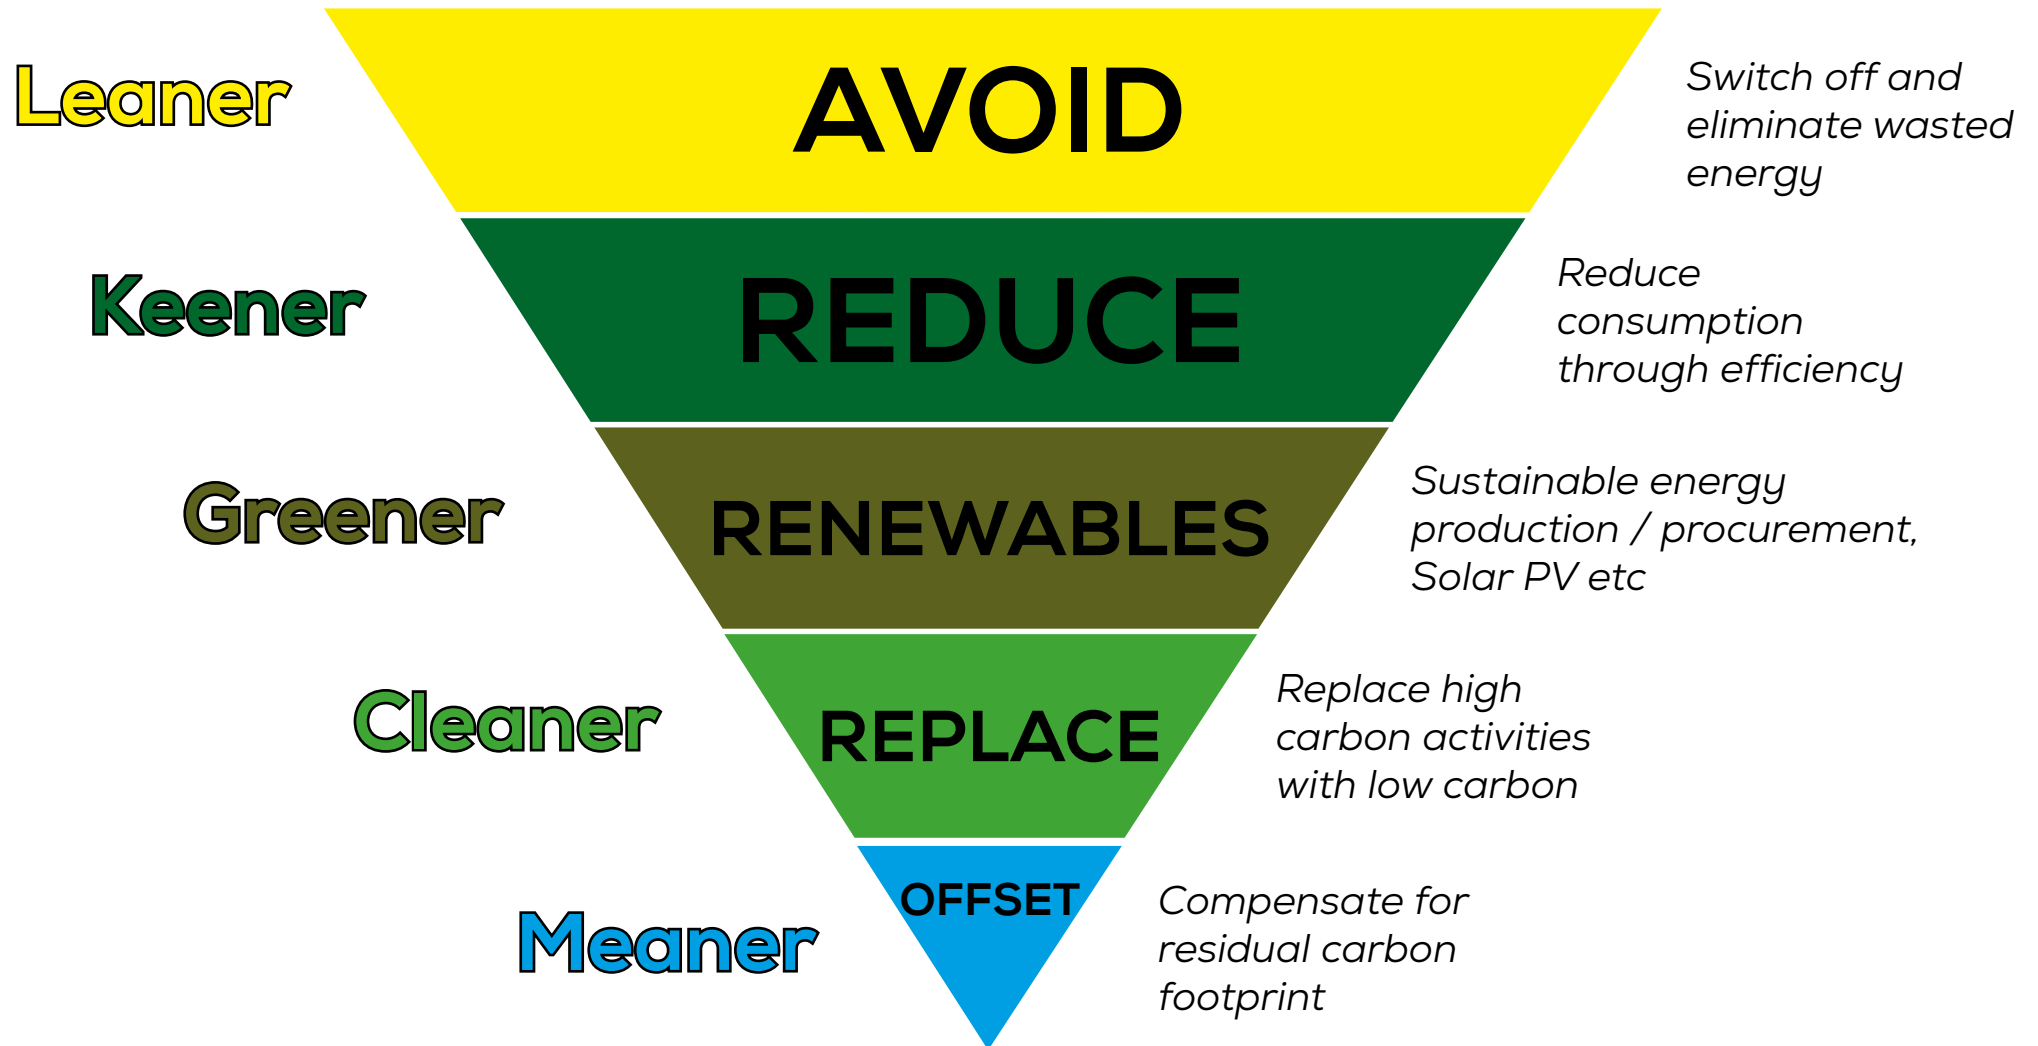 Leaner
AVOID
Switch off and
eliminate wasted
energy
Keener
REDUCE
Reduce
consumption
through efficiency
Greener
RENEWABLES
Sustainable energy
production / procurement,
Solar PV etc
Cleaner
REPLACE
Replace high
carbon activities
with low carbon
Meaner
OFFSET
Compensate for
residual carbon
footprint